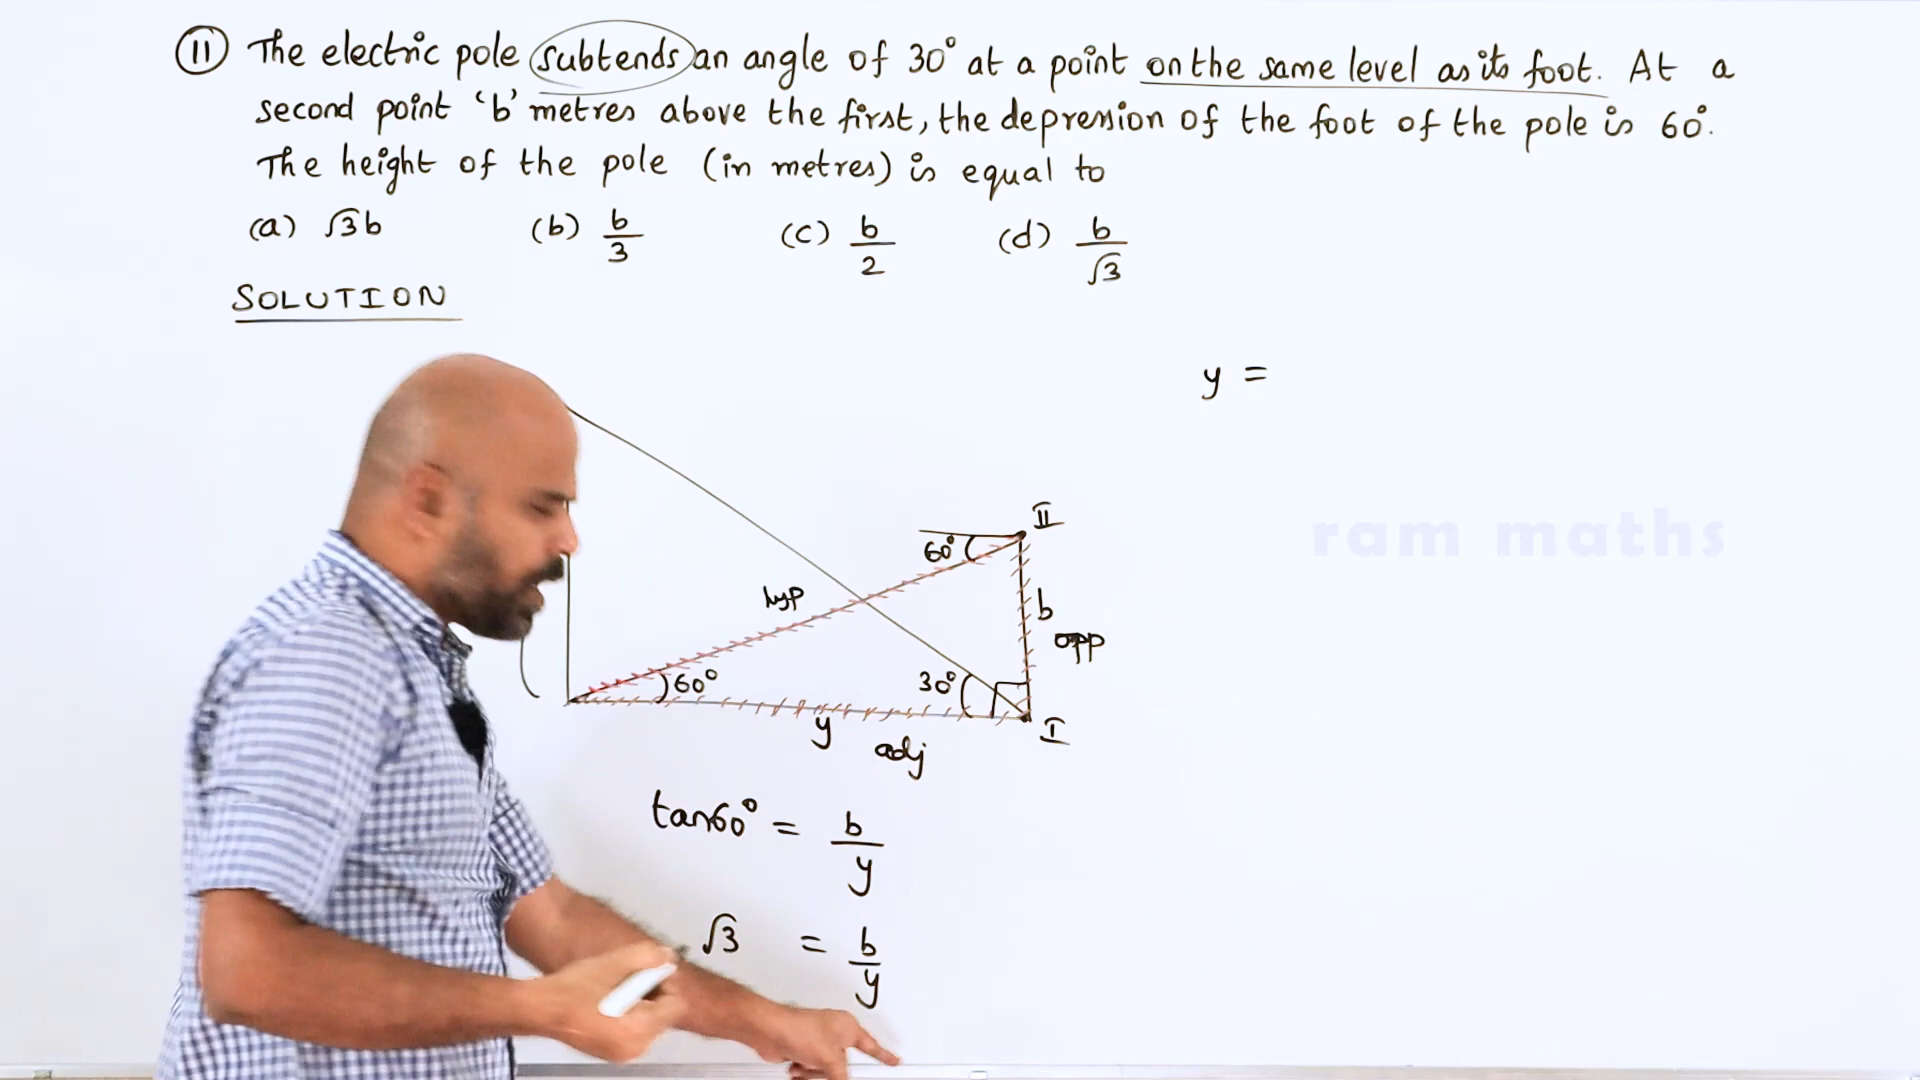 11 The electric pole subtends an angle of 30° at a point on the same level as its foot. At a
second point 'b' metres above the first, the depression of the foot of the pole is 60°.
The height of the pole (in metres) is equal to
(a) √3b (b) b/3 (c) b/2 (d) b/√3
SOLUTION
y =
II
60°
ram maths
hyp
b
opp
60°
30°
I
y
adj
tan60° = b/y
√3 = b/y